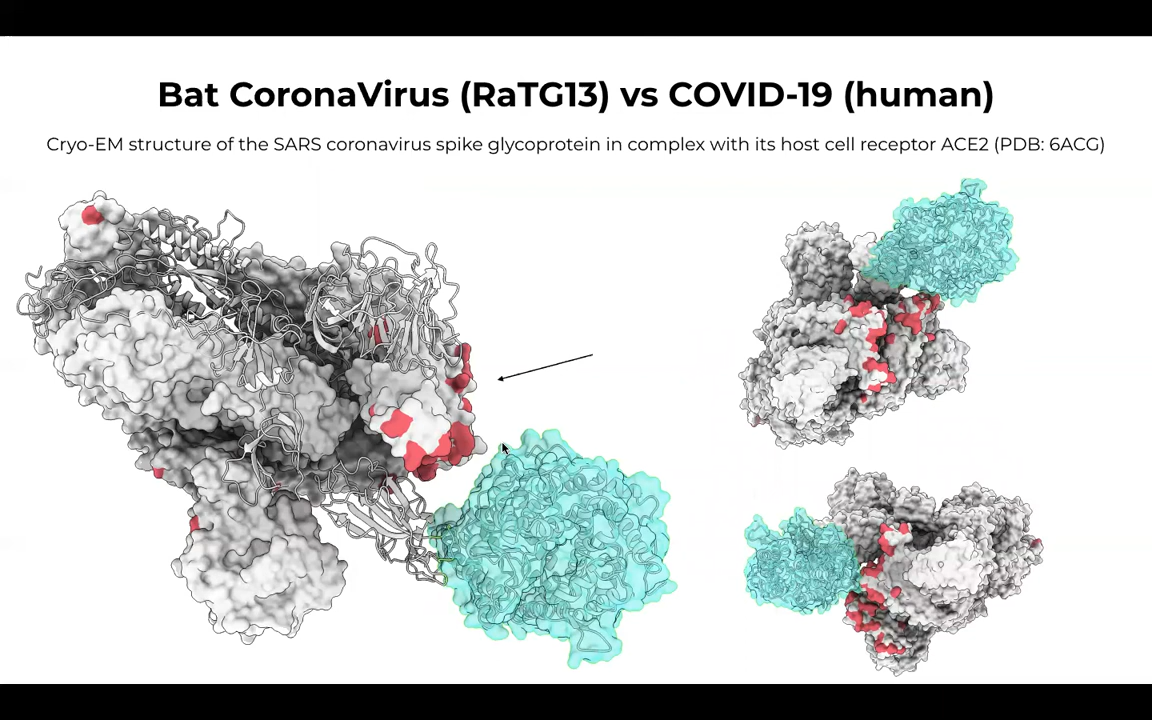 Bat CoronaVirus (RaTG13) vs COVID-19 (human)
Cryo-EM structure of the SARS coronavirus spike glycoprotein in complex with its host cell receptor ACE2 (PDB: 6ACG)